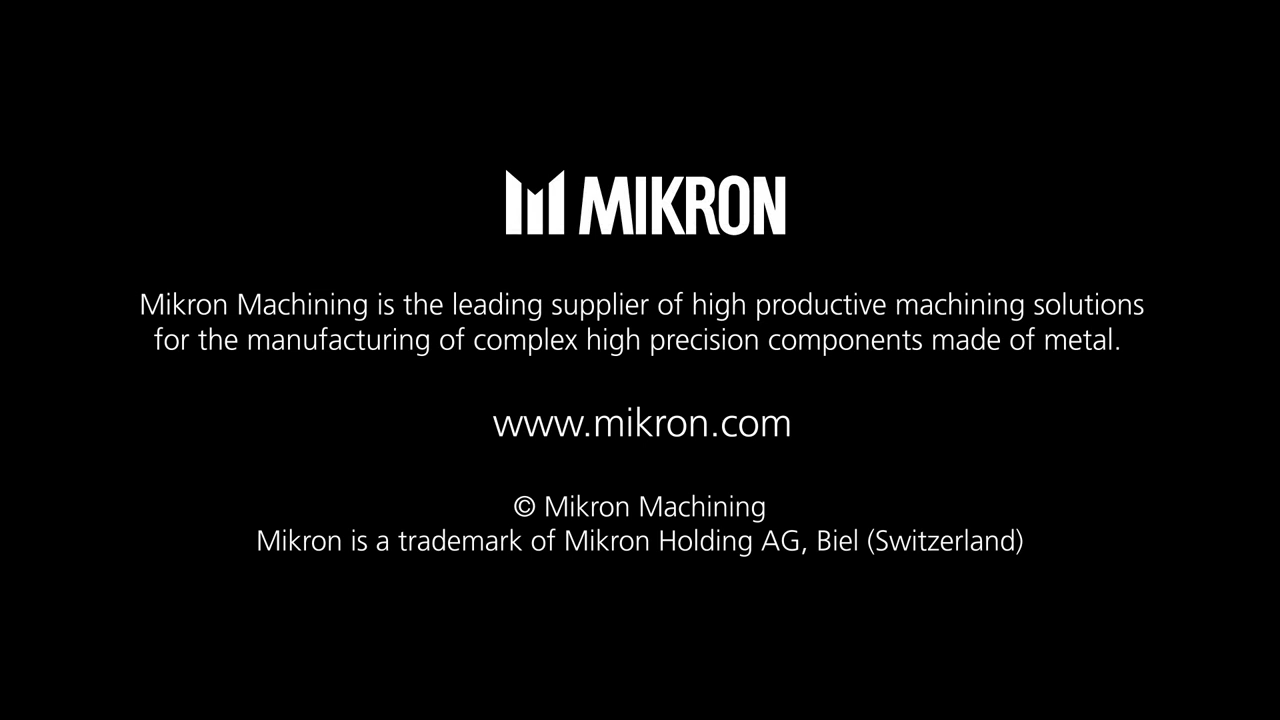 MIKRON
Mikron Machining is the leading supplier of high productive machining solutions
for the manufacturing of complex high precision components made of metal.
www.mikron.com
© Mikron Machining
Mikron is a trademark of Mikron Holding AG, Biel (Switzerland)